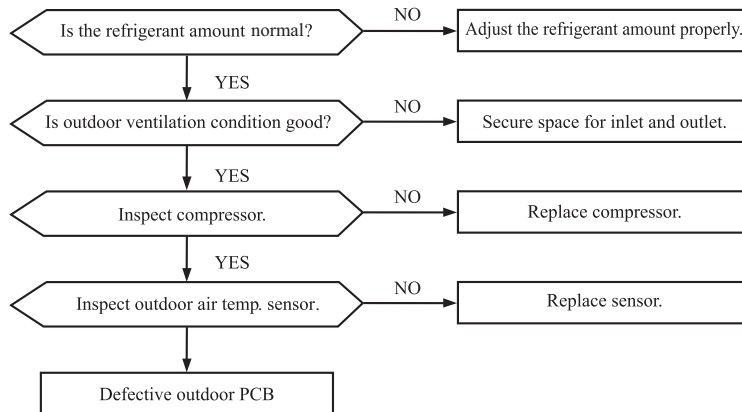 Is the refrigerant amount normal?
NO
Adjust the refrigerant amount properly.
YES
Is outdoor ventilation condition good?
NO
Secure space for inlet and outlet.
YES
Inspect compressor.
NO
Replace compressor.
YES
Inspect outdoor air temp. sensor.
NO
Replace sensor.
Defective outdoor PCB